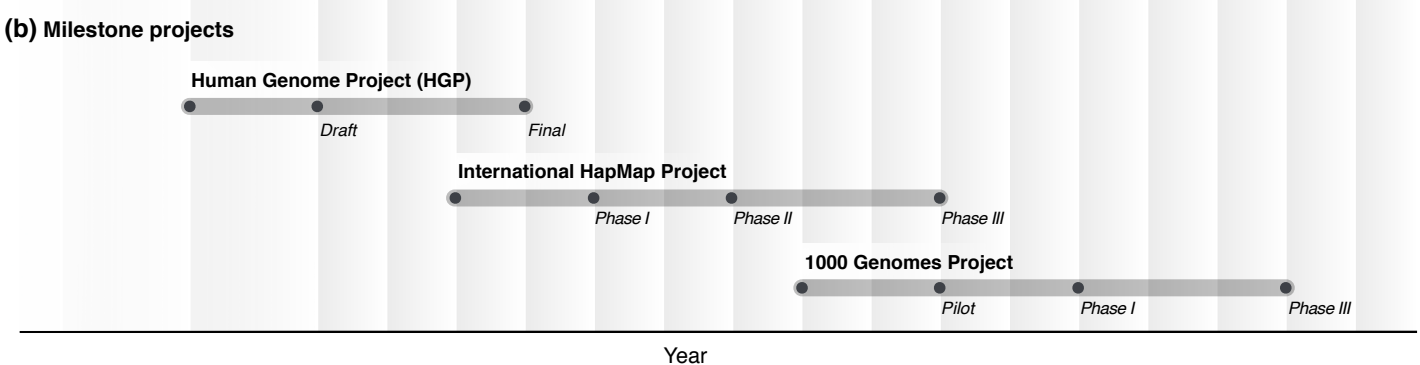 (b) Milestone projects
Human Genome Project (HGP)
Draft
Final
International HapMap Project
Phase I
Phase II
Phase III
1000 Genomes Project
Pilot
Phase I
Phase III
Year